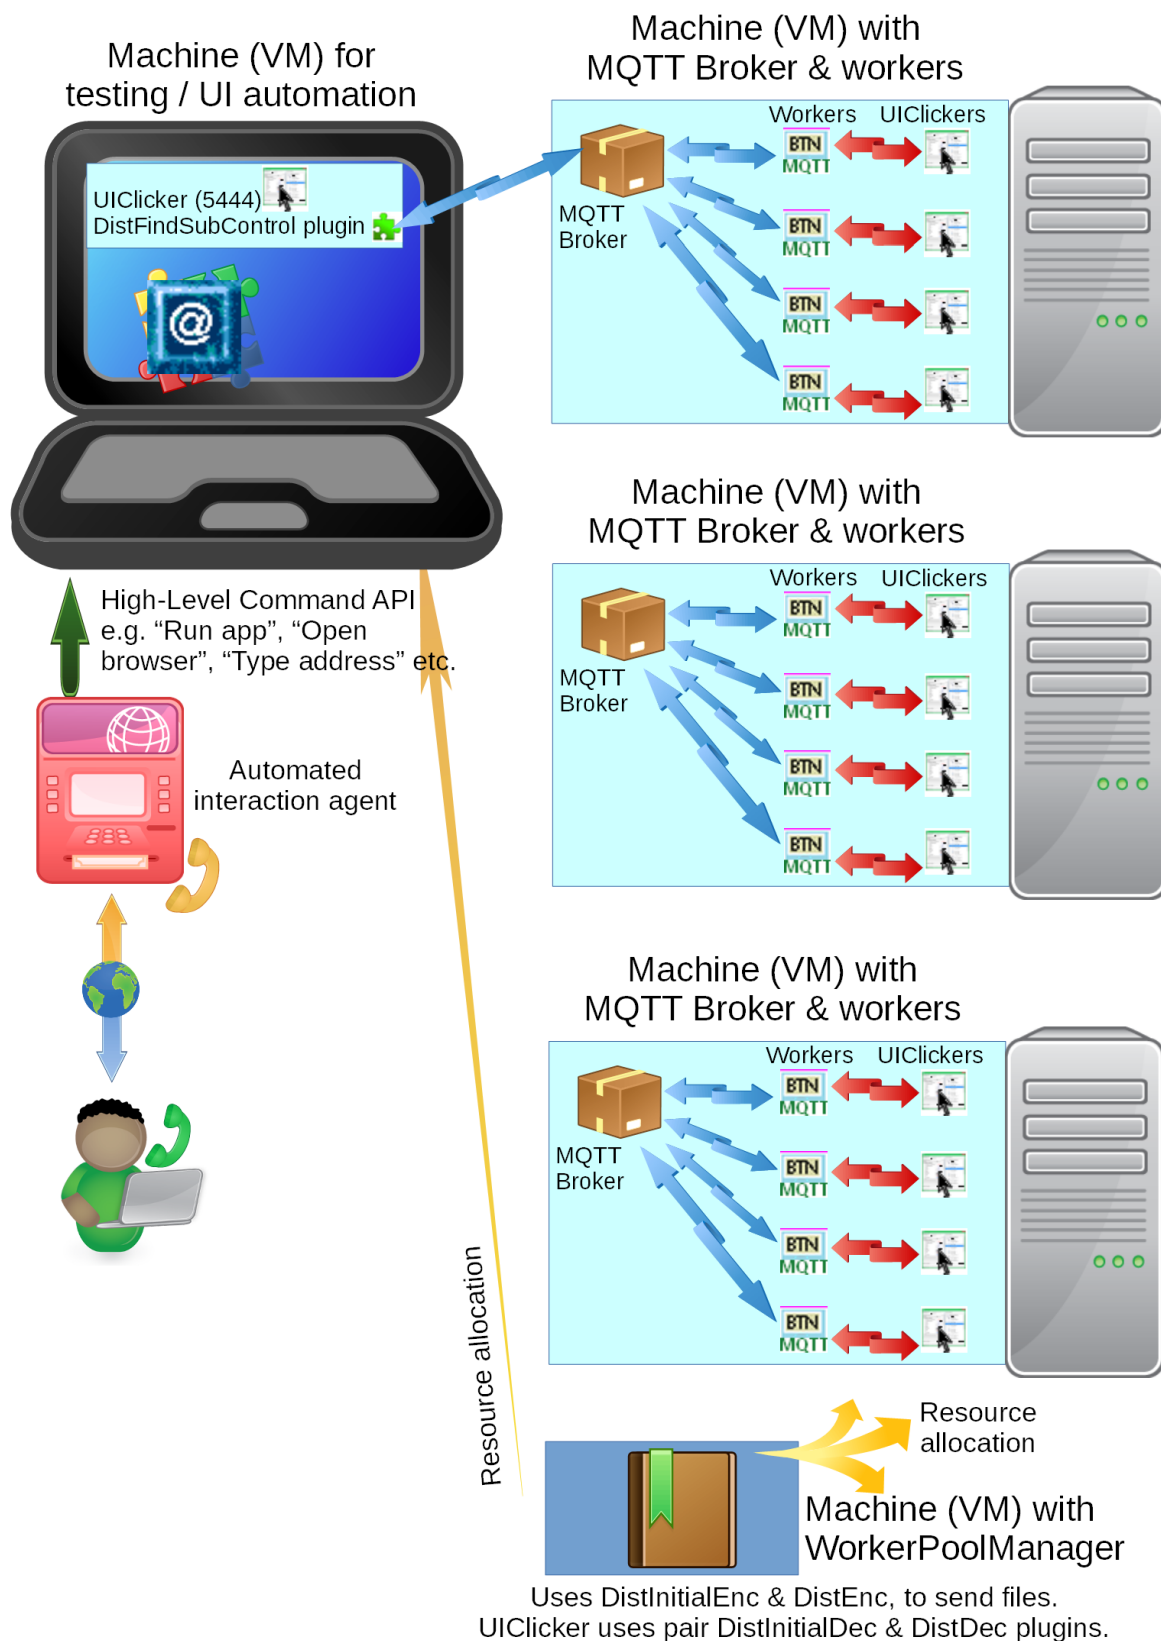 Machine (VM) for
testing / UI automation
UIClicker (5444)
DistFindSubControl plugin
@
High-Level Command API
e.g. “Run app”, “Open
browser”, “Type address” etc.
Automated
interaction agent
Machine (VM) with
MQTT Broker & workers
Workers
UIClickers
MQTT
Broker
BTN
MQTT
BTN
MQTT
BTN
MQTT
BTN
MQTT
Machine (VM) with
MQTT Broker & workers
Workers
UIClickers
MQTT
Broker
BTN
MQTT
BTN
MQTT
BTN
MQTT
BTN
MQTT
Machine (VM) with
MQTT Broker & workers
Workers
UIClickers
MQTT
Broker
BTN
MQTT
BTN
MQTT
BTN
MQTT
BTN
MQTT
Resource allocation
Resource
allocation
Machine (VM) with
WorkerPoolManager
Uses DistInitialEnc & DistEnc, to send files.
UIClicker uses pair DistInitialDec & DistDec plugins.